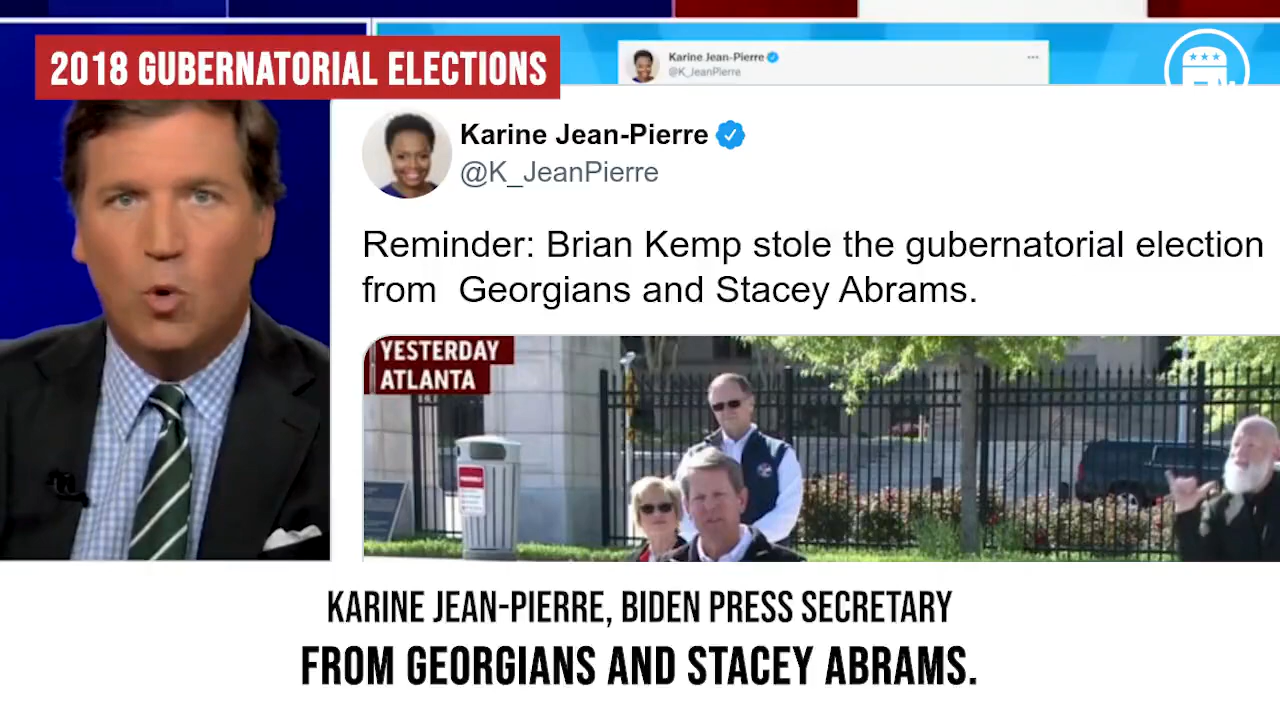 2018 GUBERNATORIAL ELECTIONS
Karine Jean-Pierre
@K_JeanPierre
Karine Jean-Pierre
@K_JeanPierre
Reminder: Brian Kemp stole the gubernatorial election
from Georgians and Stacey Abrams.
YESTERDAY
ATLANTA
KARINE JEAN-PIERRE, BIDEN PRESS SECRETARY
FROM GEORGIANS AND STACEY ABRAMS.